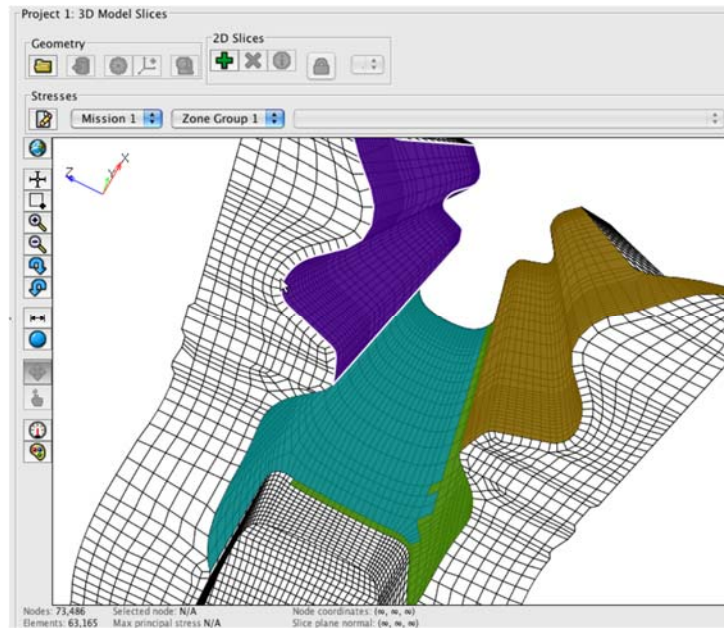 Project 1: 3D Model Slices
Geometry
2D Slices
Stresses
Mission 1
Zone Group 1
Z
Y
X
Nodes: 73,486 Selected node: N/A Node coordinates: (∞, ∞, ∞)
Elements: 63,165 Max principal stress N/A Slice plane normal: (∞, ∞, ∞)